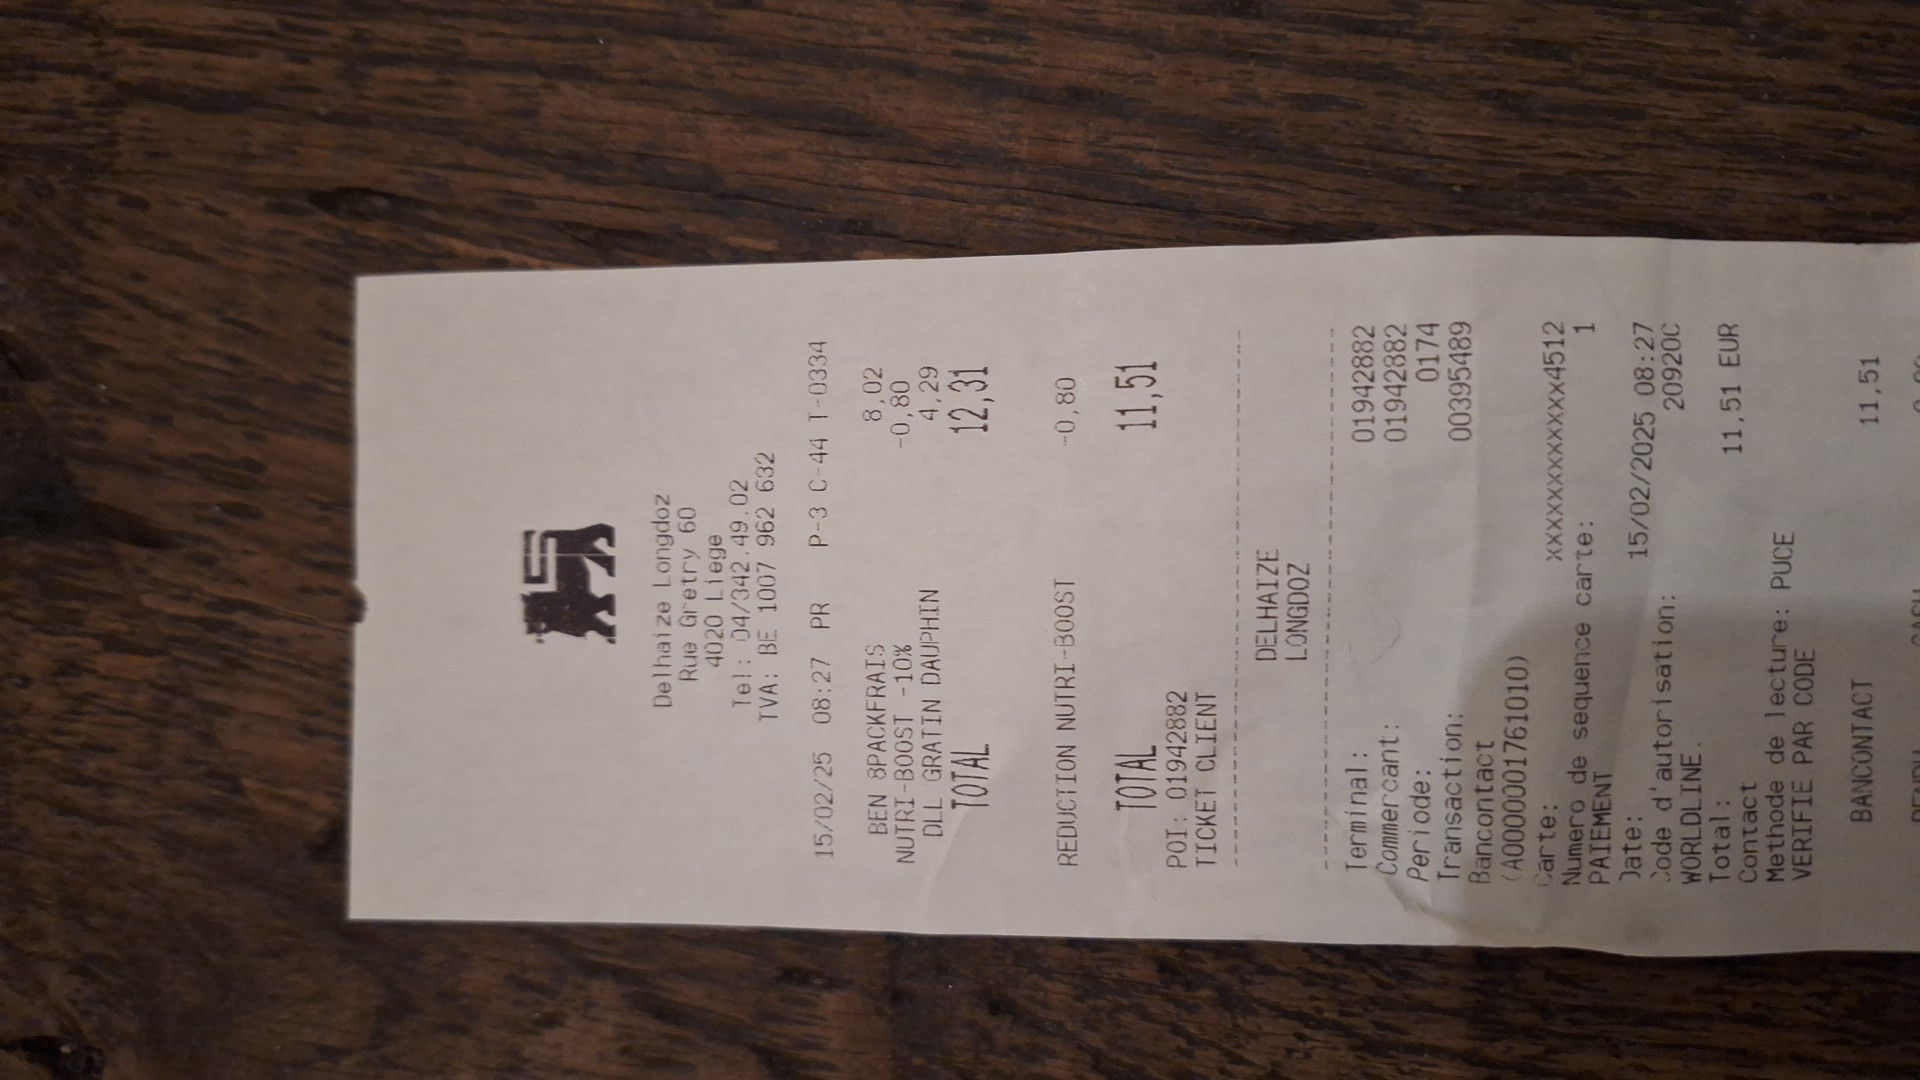 Delhaize Longdoz
Rue Gretry 60
4020 Liege
Tel: 04/342.49.02
TVA: BE 1007 962 632
15/02/25 08:27 PR P-3 C-44 T-0334
BEN 8PACKFRAIS 8,02
NUTRI-BOOST -10% -0,80
DLL GRATIN DAUPHIN 4,29
TOTAL 12,31
REDUCTION NUTRI-BOOST -0,80
TOTAL 11,51
POI: 01942882
TICKET CLIENT
DELHAIZE
LONGDOZ
Terminal: 01942882
Commercant: 01942882
Periode: 0174
Transaction: 00395489
Bancontact
(A0000001761010)
Carte: xxxxxxxxxxxxx4512
Numero de sequence carte: 1
PAIEMENT
Date: 15/02/2025 08:27
Code d'autorisation: 20920C
WORLDLINE.
Total: 11,51 EUR
Contact
Methode de lecture: PUCE
VERIFIE PAR CODE
BANCONTACT 11,51